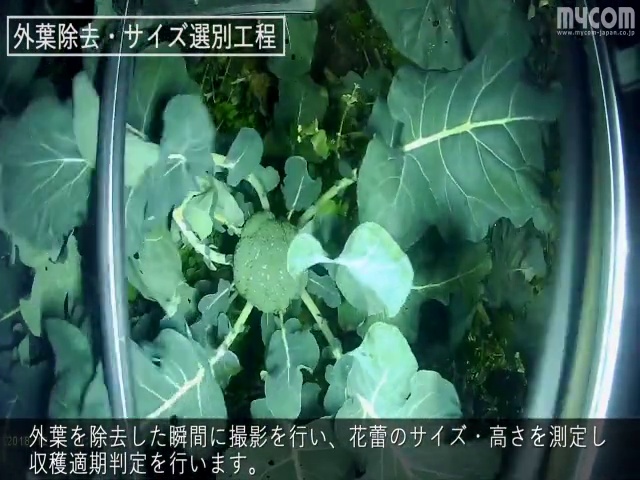 外葉除去・サイズ選別工程
mycom
www.mycom-japan.co.jp
2018
外葉を除去した瞬間に撮影を行い、花蕾のサイズ・高さを測定し
収穫適期判定を行います。